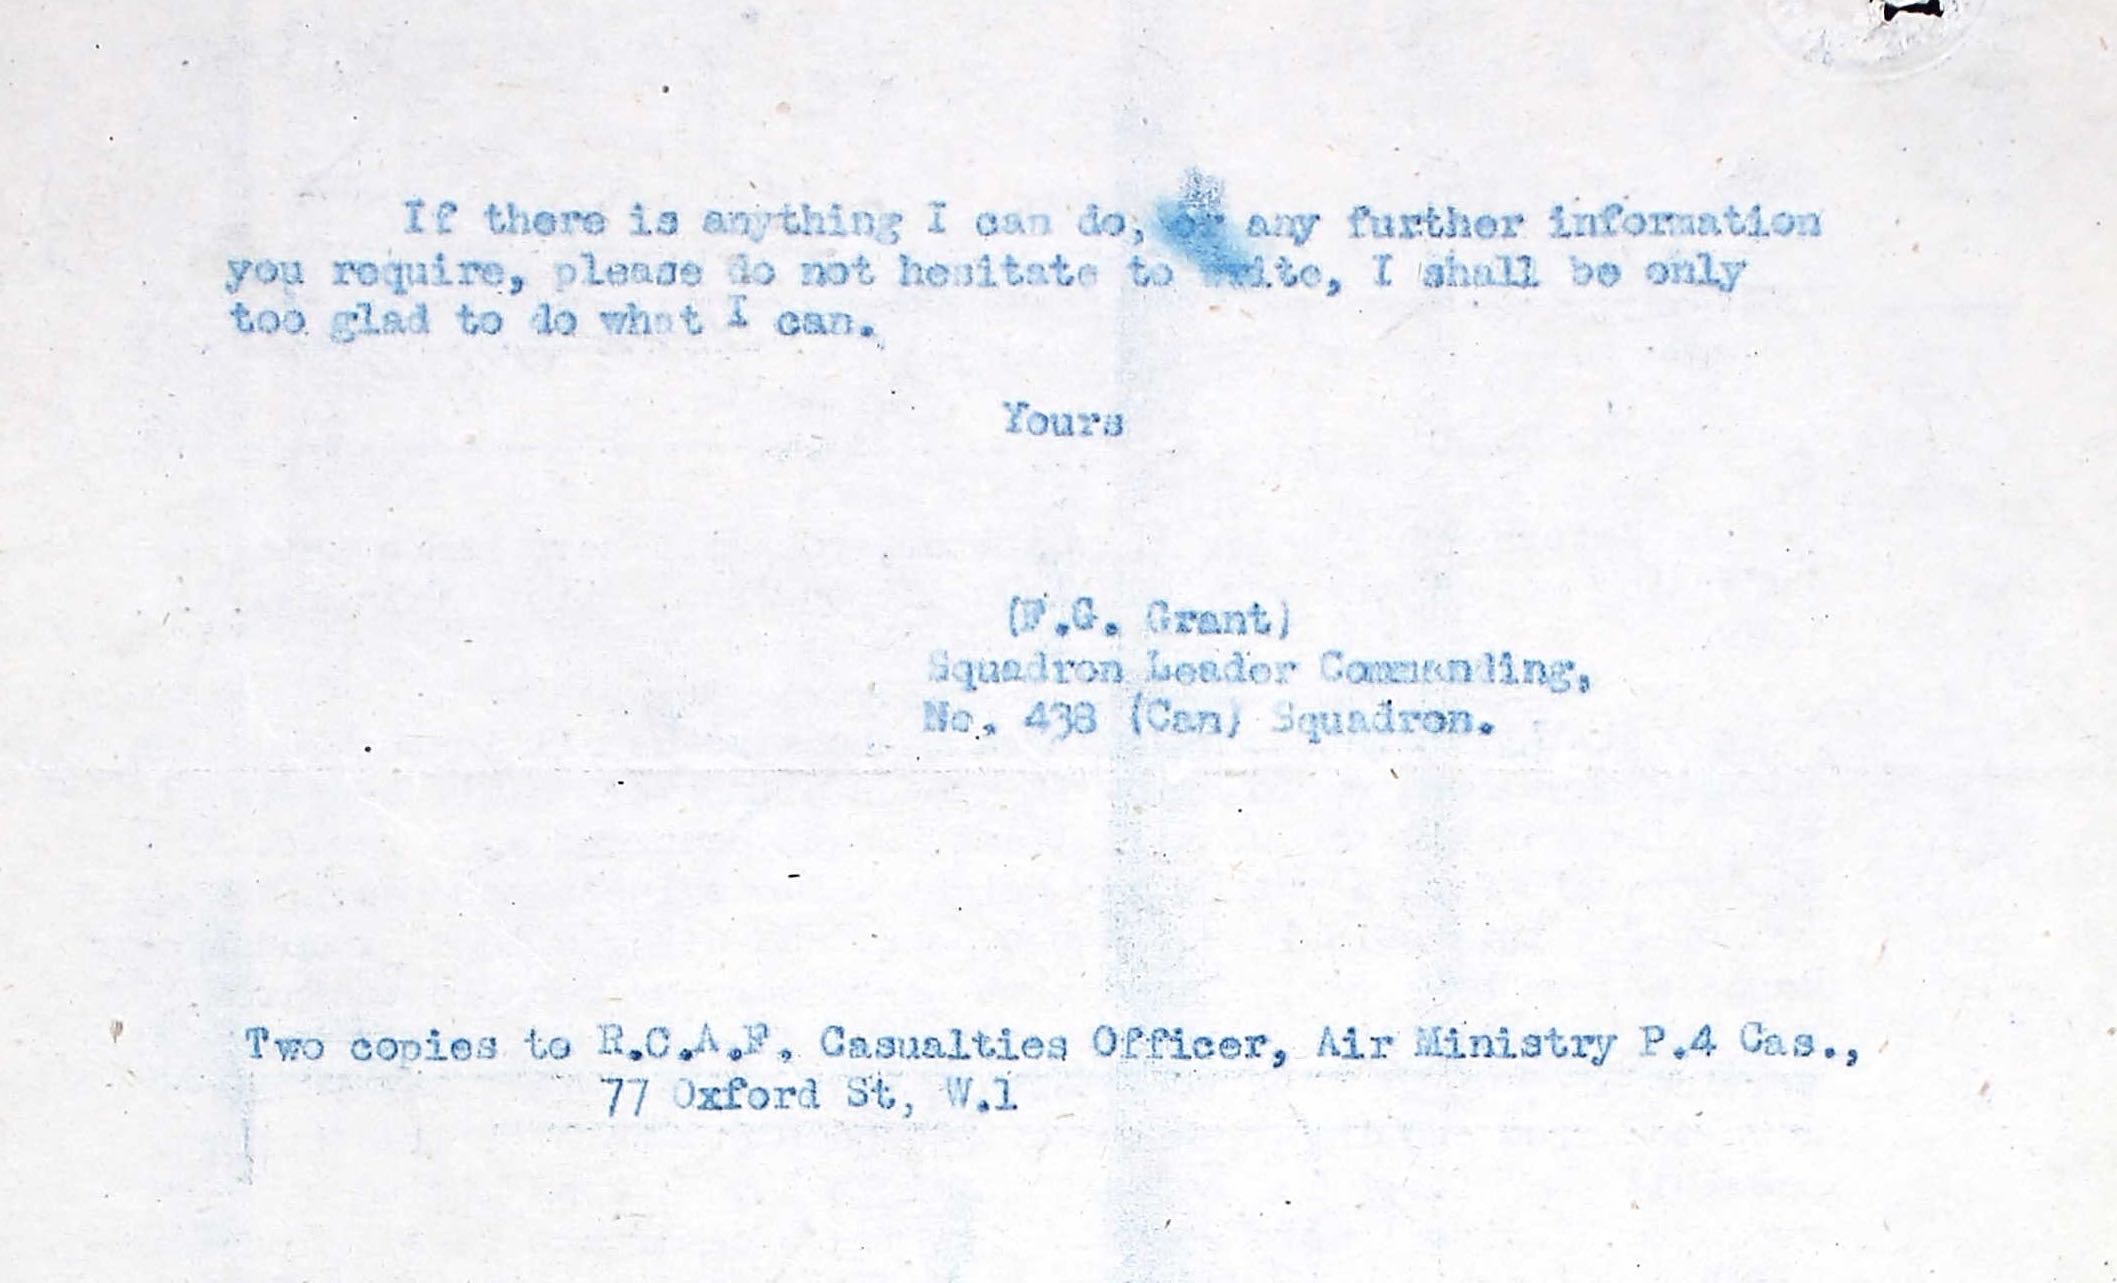 If there is anything I can do, or any further information
you require, please do not hesitate to write, I shall be only
too glad to do what I can.
Yours
(F.G. Grant)
Squadron Leader Commanding,
No. 438 (Can) Squadron.
Two copies to R.C.A.F. Casualties Officer, Air Ministry P.4 Cas.,
77 Oxford St, W.1